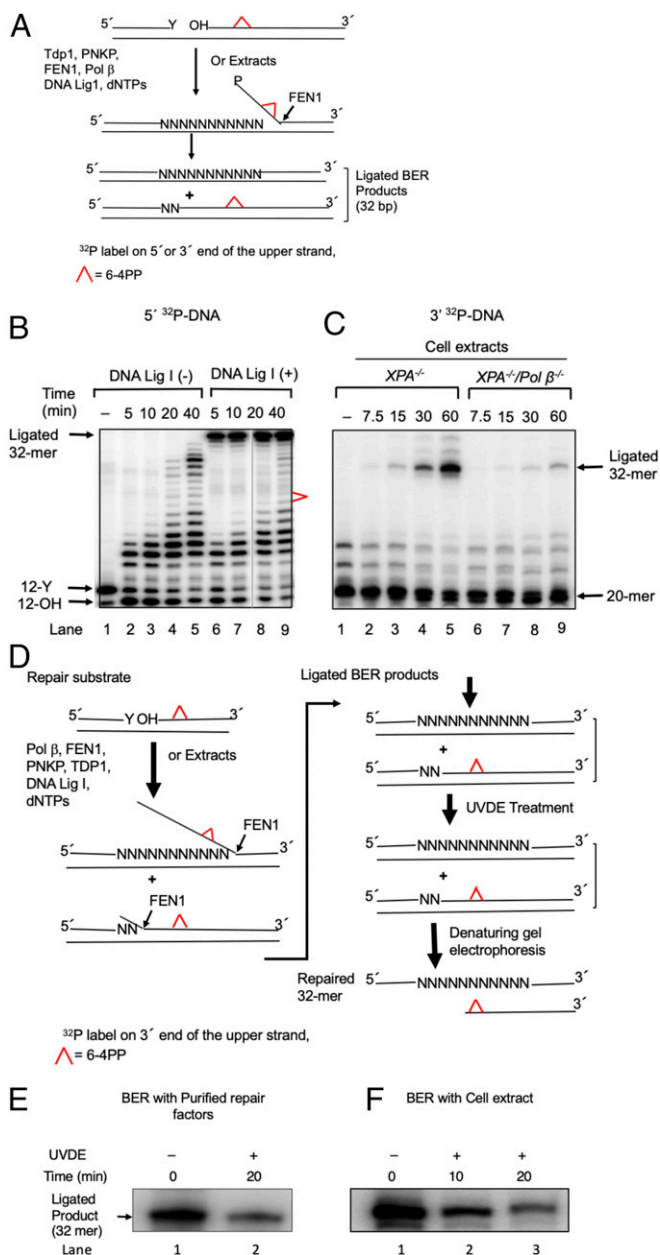 A
5´ Y OH 3´
Tdp1, PNKP,
FEN1, Pol β
DNA Lig1, dNTPs
Or Extracts
P
FEN1
5´ NNNNNNNNNNN 3´
5´ NNNNNNNNNNN 3´
+
5´ NN 3´
Ligated BER
Products
(32 bp)
32P label on 5´or 3´ end of the upper strand,
= 6-4PP
B 5´ 32P-DNA
DNA Lig I (-) DNA Lig I (+)
Time
(min) – 5 10 20 40 5 10 20 40
Ligated
32-mer
12-Y
12-OH
Lane 1 2 3 4 5 6 7 8 9
C 3´ 32P-DNA
Cell extracts
XPA-/- XPA-/-/Pol β-/-
– 7.5 15 30 60 7.5 15 30 60
Ligated
32-mer
20-mer
1 2 3 4 5 6 7 8 9
D
Repair substrate
5´ Y OH 3´
Pol β, FEN1,
PNKP, TDP1,
DNA Lig I,
dNTPs
or Extracts
FEN1
5´ NNNNNNNNNNN 3´
+
FEN1
5´ NN 3´
32P label on 3´ end of the upper strand,
= 6-4PP
Ligated BER products
5´ NNNNNNNNNNN 3´
+
5´ NN 3´
UVDE Treatment
5´ NNNNNNNNNNN 3´
+
5´ NN 3´
Denaturing gel
electrophoresis
Repaired
32-mer
5´ NNNNNNNNNNN 3´
3´
E BER with Purified repair
factors
UVDE – +
Time (min) 0 20
Ligated
Product
(32 mer)
Lane 1 2
F BER with Cell extract
– + +
0 10 20
1 2 3